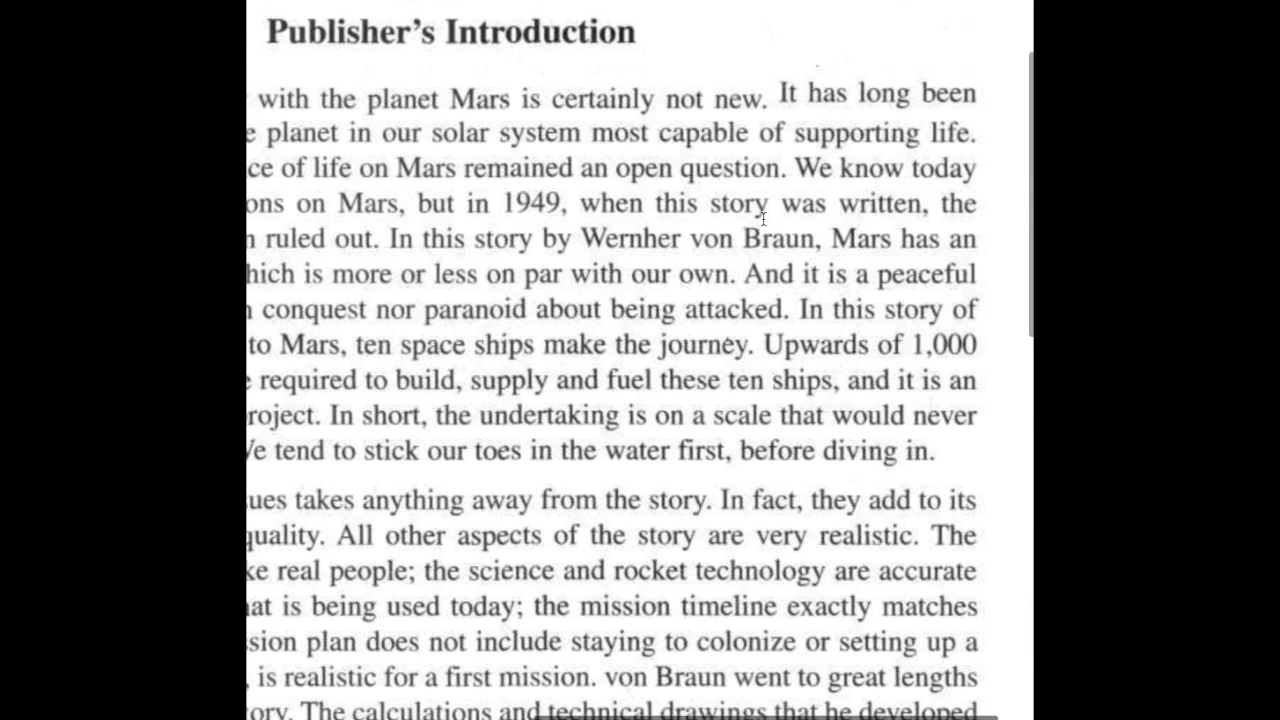 Publisher's Introduction
with the planet Mars is certainly not new. It has long been
planet in our solar system most capable of supporting life.
of life on Mars remained an open question. We know today
on Mars, but in 1949, when this story was written, the
ruled out. In this story by Wernher von Braun, Mars has an
is more or less on par with our own. And it is a peaceful
conquest nor paranoid about being attacked. In this story of
to Mars, ten space ships make the journey. Upwards of 1,000
required to build, supply and fuel these ten ships, and it is an
roject. In short, the undertaking is on a scale that would never
tend to stick our toes in the water first, before diving in.
ues takes anything away from the story. In fact, they add to its
quality. All other aspects of the story are very realistic. The
real people; the science and rocket technology are accurate
is being used today; the mission timeline exactly matches
sion plan does not include staying to colonize or setting up a
is realistic for a first mission. von Braun went to great lengths
The calculations and technical drawings that he developed